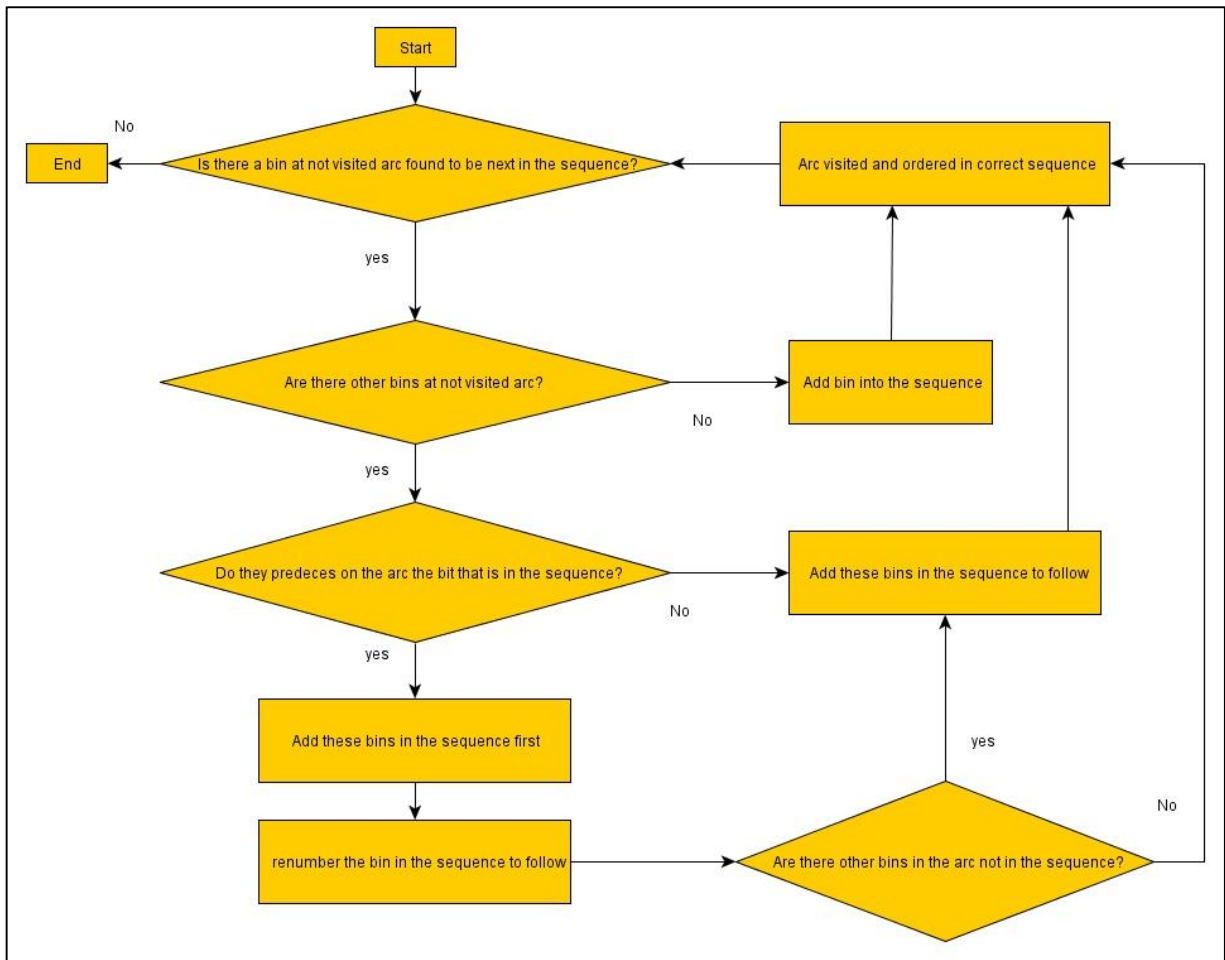 Start
No
End
Is there a bin at not visited arc found to be next in the sequence?
Arc visited and ordered in correct sequence
yes
Are there other bins at not visited arc?
Add bin into the sequence
No
yes
Do they predeces on the arc the bit that is in the sequence?
Add these bins in the sequence to follow
No
yes
Add these bins in the sequence first
yes
No
renumber the bin in the sequence to follow
Are there other bins in the arc not in the sequence?